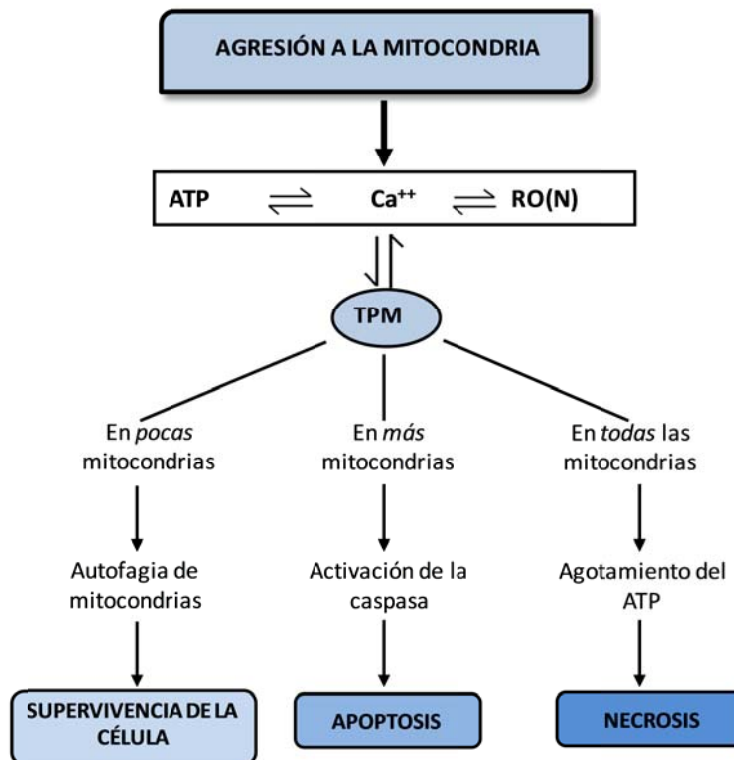 AGRESIÓN A LA MITOCONDRIA
ATP ⇌ Ca⁺⁺ ⇌ RO(N)
TPM
En pocas
mitocondrias
En más
mitocondrias
En todas las
mitocondrias
Autofagia de
mitocondrias
Activación de la
caspasa
Agotamiento del
ATP
SUPERVIVENCIA DE LA
CÉLULA
APOPTOSIS
NECROSIS